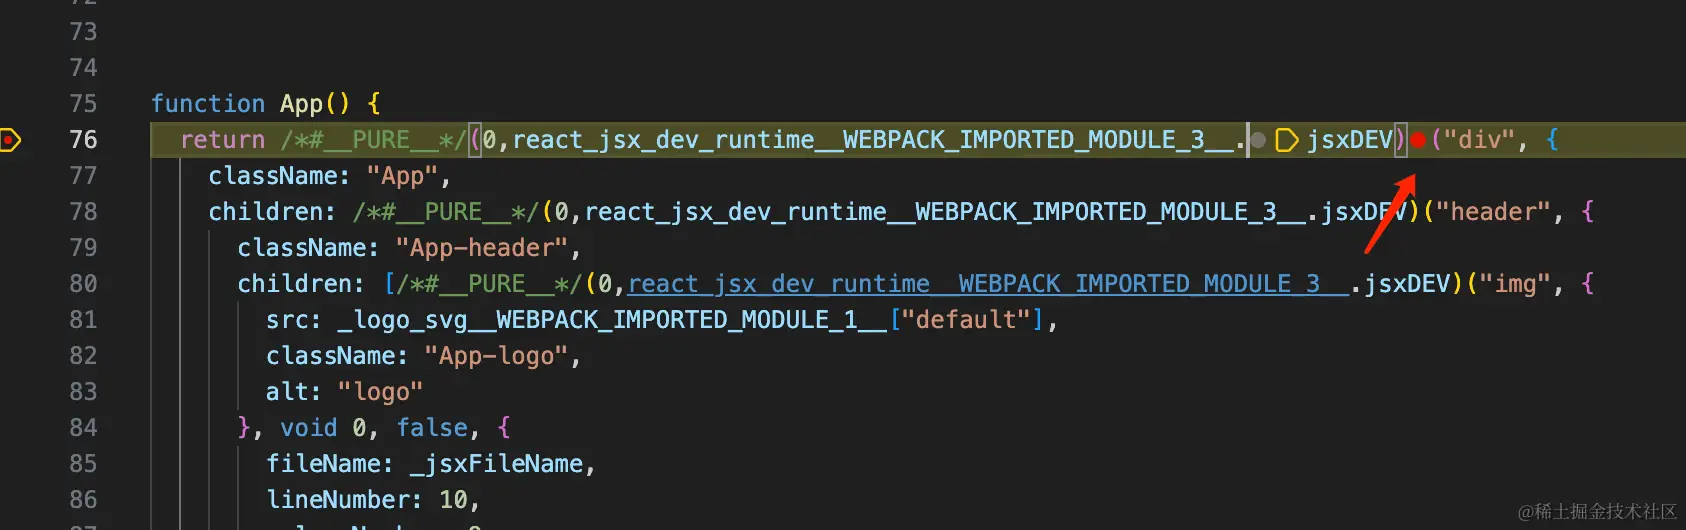 73
74
75 function App() {
76 return /*#__PURE__*/(0,react_jsx_dev_runtime__WEBPACK_IMPORTED_MODULE_3__.jsxDEV)("div", {
77 className: "App",
78 children: /*#__PURE__*/(0,react_jsx_dev_runtime__WEBPACK_IMPORTED_MODULE_3__.jsxDEV)("header", {
79 className: "App-header",
80 children: [/*#__PURE__*/(0,react_jsx_dev_runtime__WEBPACK_IMPORTED_MODULE_3__.jsxDEV)("img", {
81 src: _logo_svg__WEBPACK_IMPORTED_MODULE_1__["default"],
82 className: "App-logo",
83 alt: "logo"
84 }, void 0, false, {
85 fileName: _jsxFileName,
86 lineNumber: 10,
@稀土掘金技术社区